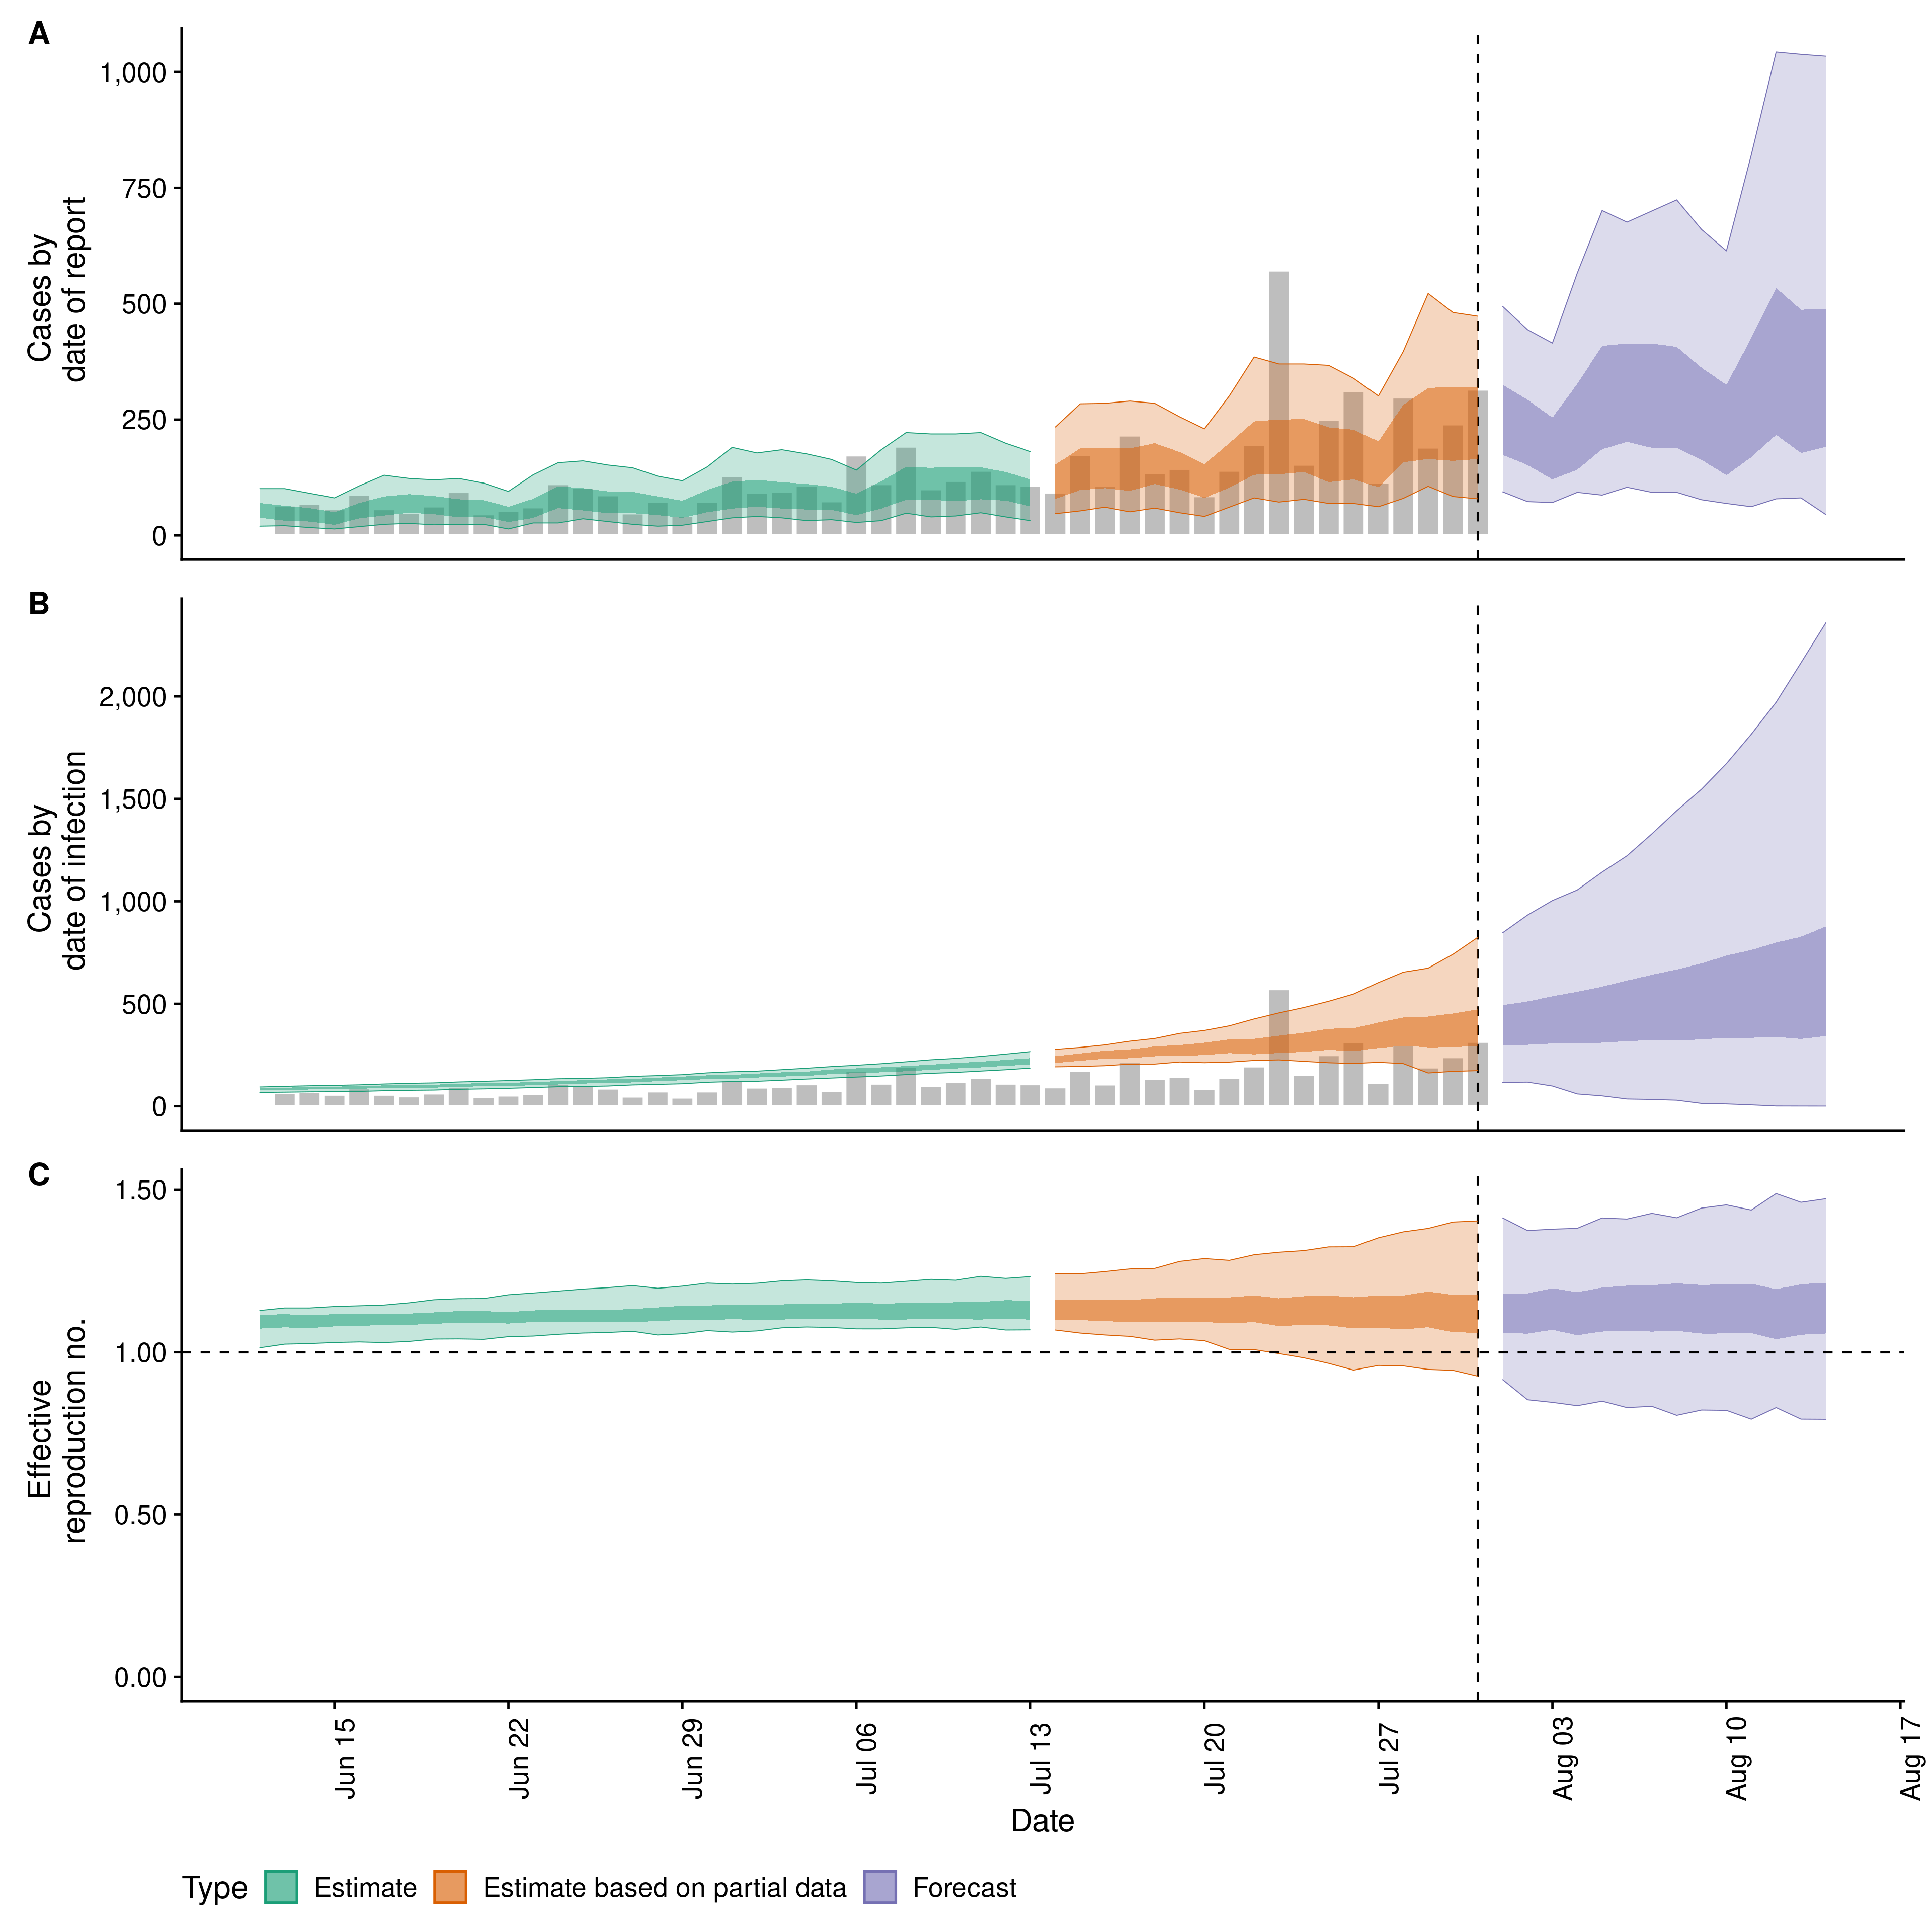 A
Cases by
date of report
1,000
750
500
250
0
B
Cases by
date of infection
2,000
1,500
1,000
500
0
C
Effective
reproduction no.
1.50
1.00
0.50
0.00
Jun 15
Jun 22
Jun 29
Jul 06
Jul 13
Jul 20
Jul 27
Aug 03
Aug 10
Aug 17
Date
Type Estimate Estimate based on partial data Forecast